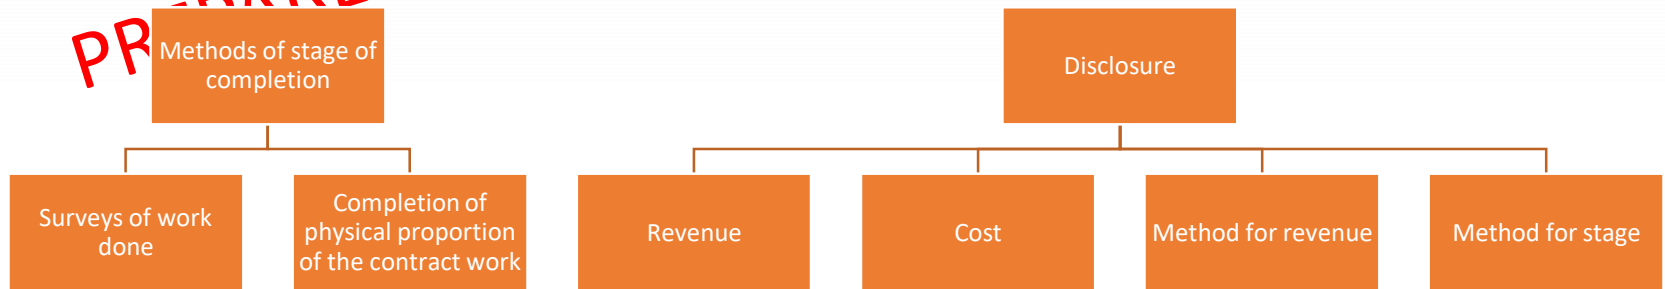 Methods of stage of
completion
Disclosure
Surveys of work
done
Completion of
physical proportion
of the contract work
Revenue
Cost
Method for revenue
Method for stage